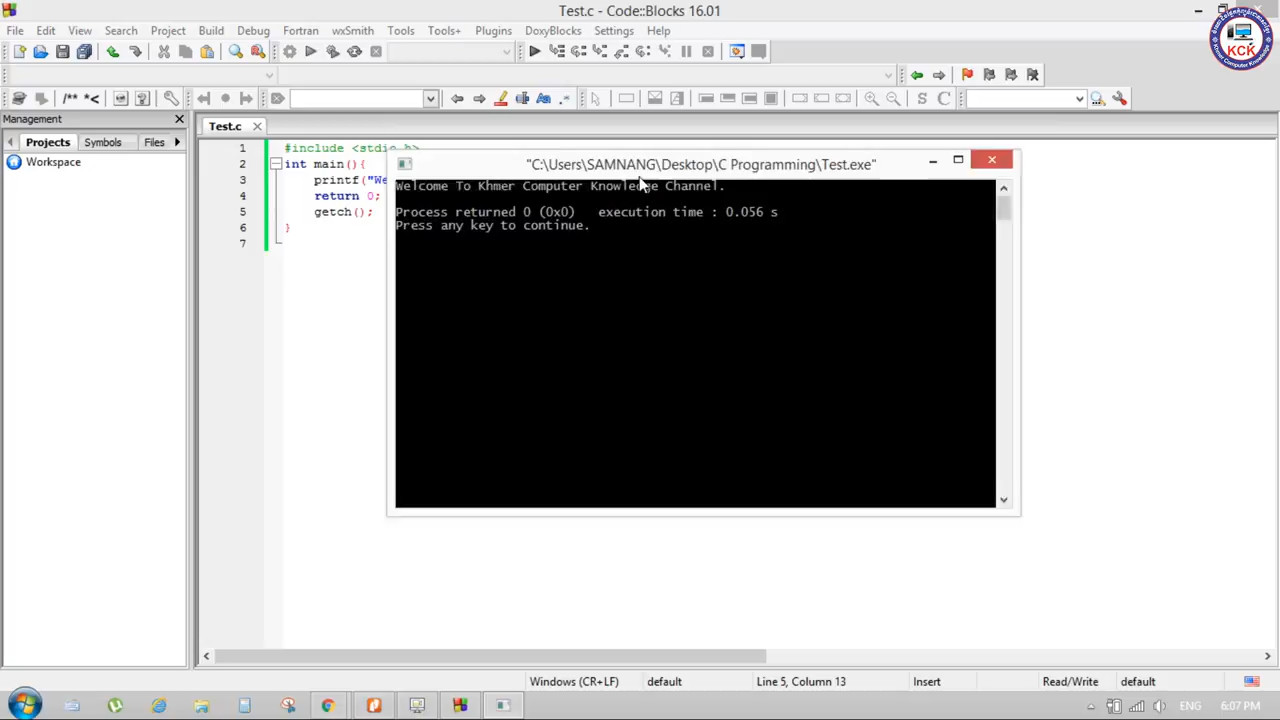 Test.c - Code::Blocks 16.01
File Edit View Search Project Build Debug Fortran wxSmith Tools Tools+ Plugins DoxyBlocks Settings Help
/** *<
S C
KCK
Khmer Computer Knowledge
Management
Projects Symbols Files
Workspace
Test.c
1 #include <stdio.h>
2 int main(){
3 printf("We
4 return 0;
5 getch();
6 }
7
"C:\Users\SAMNANG\Desktop\C Programming\Test.exe"
Welcome To Khmer Computer Knowledge Channel.
Process returned 0 (0x0) execution time : 0.056 s
Press any key to continue.
Windows (CR+LF) default Line 5, Column 13 Insert Read/Write default
ENG 6:07 PM